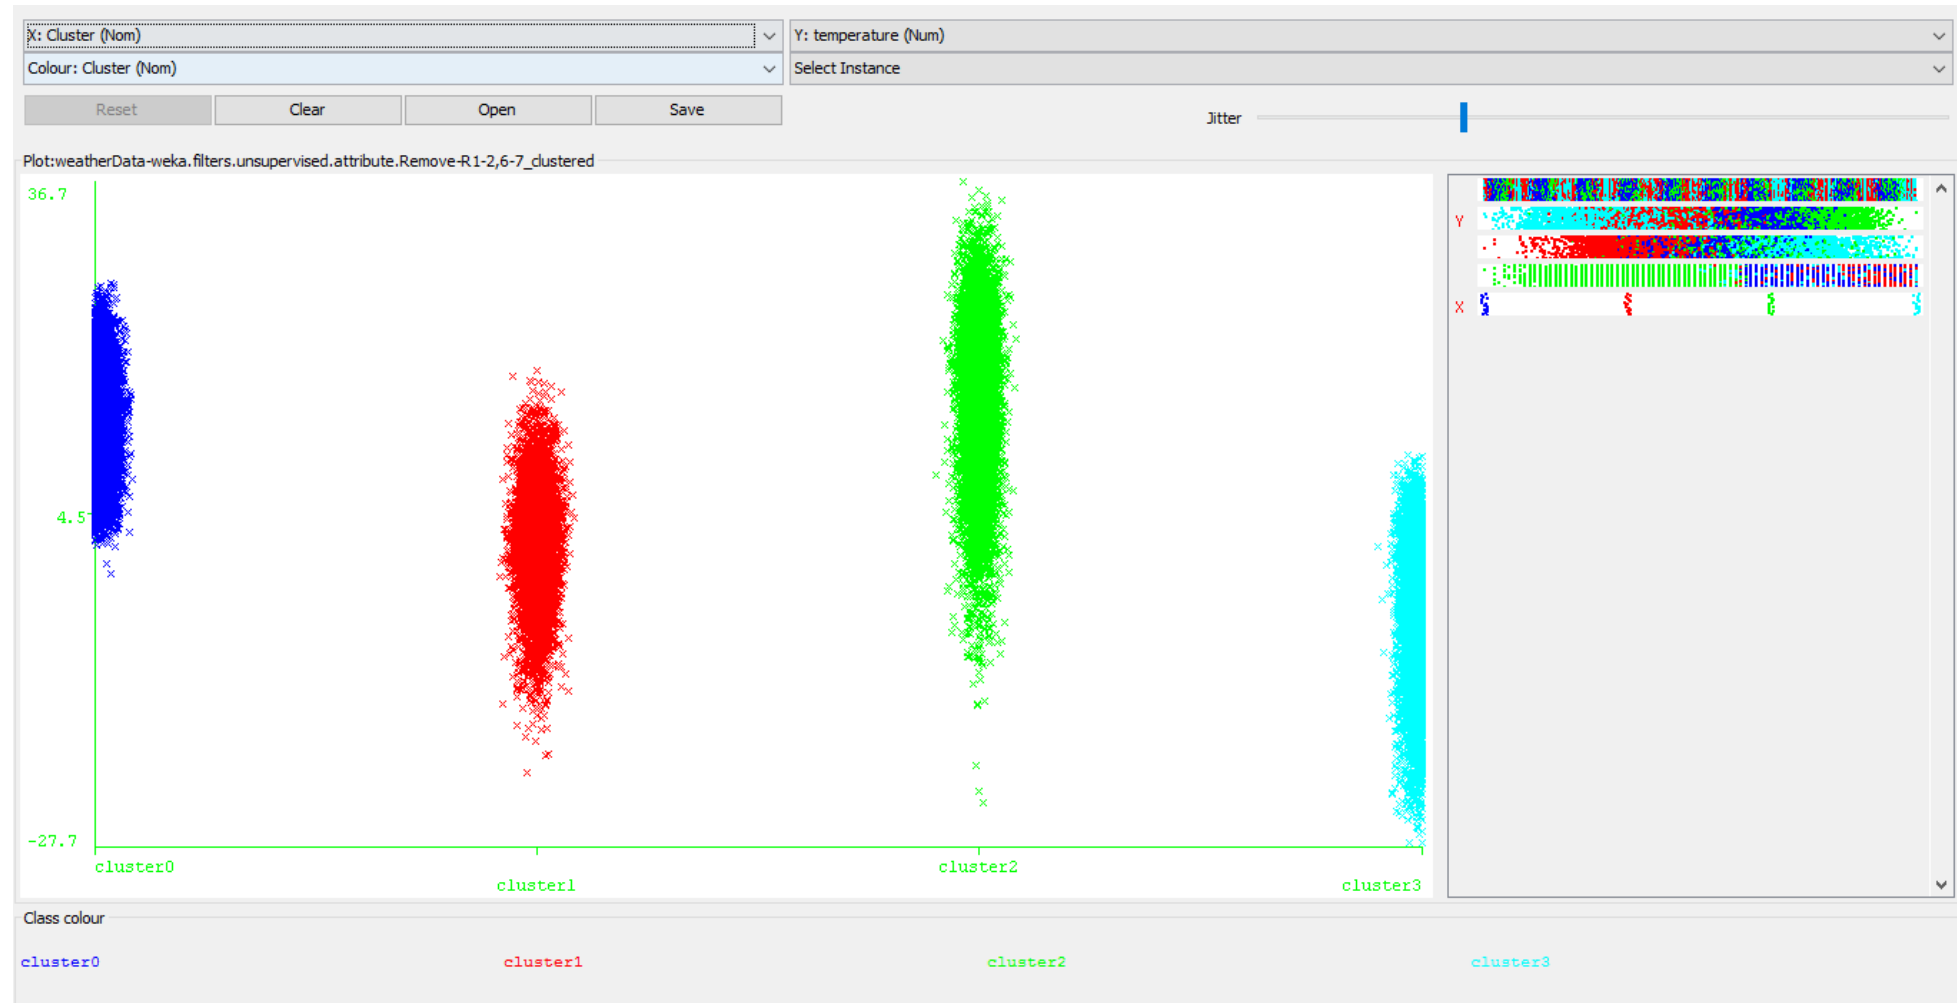 X: Cluster (Nom)
Y: temperature (Num)
Colour: Cluster (Nom)
Select Instance
Reset
Clear
Open
Save
Jitter
Plot:weatherData-weka.filters.unsupervised.attribute.Remove-R1-2,6-7_clustered
36.7
4.5
-27.7
cluster0
cluster1
cluster2
cluster3
Y
X
Class colour
cluster0
cluster1
cluster2
cluster3